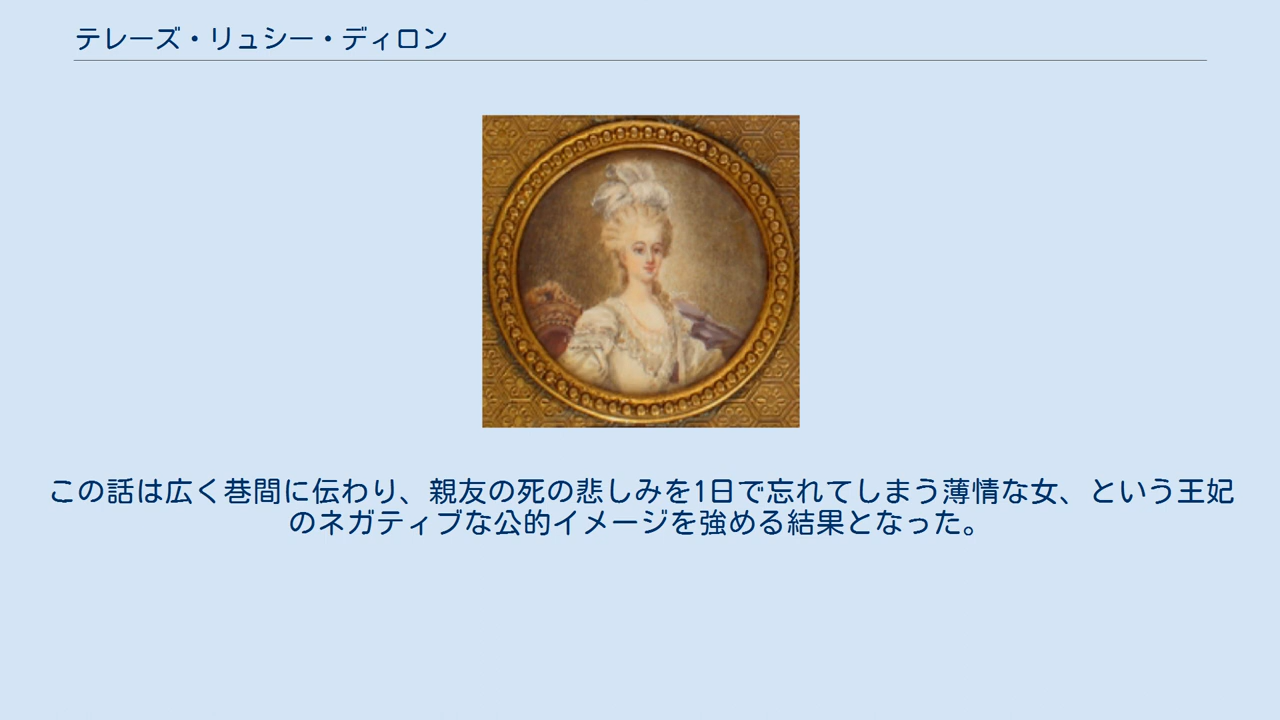 テレーズ・リュシー・ディロン
この話は広く巷間に伝わり、親友の死の悲しみを1日で忘れてしまう薄情な女、という王妃
のネガティブな公的イメージを強める結果となった。